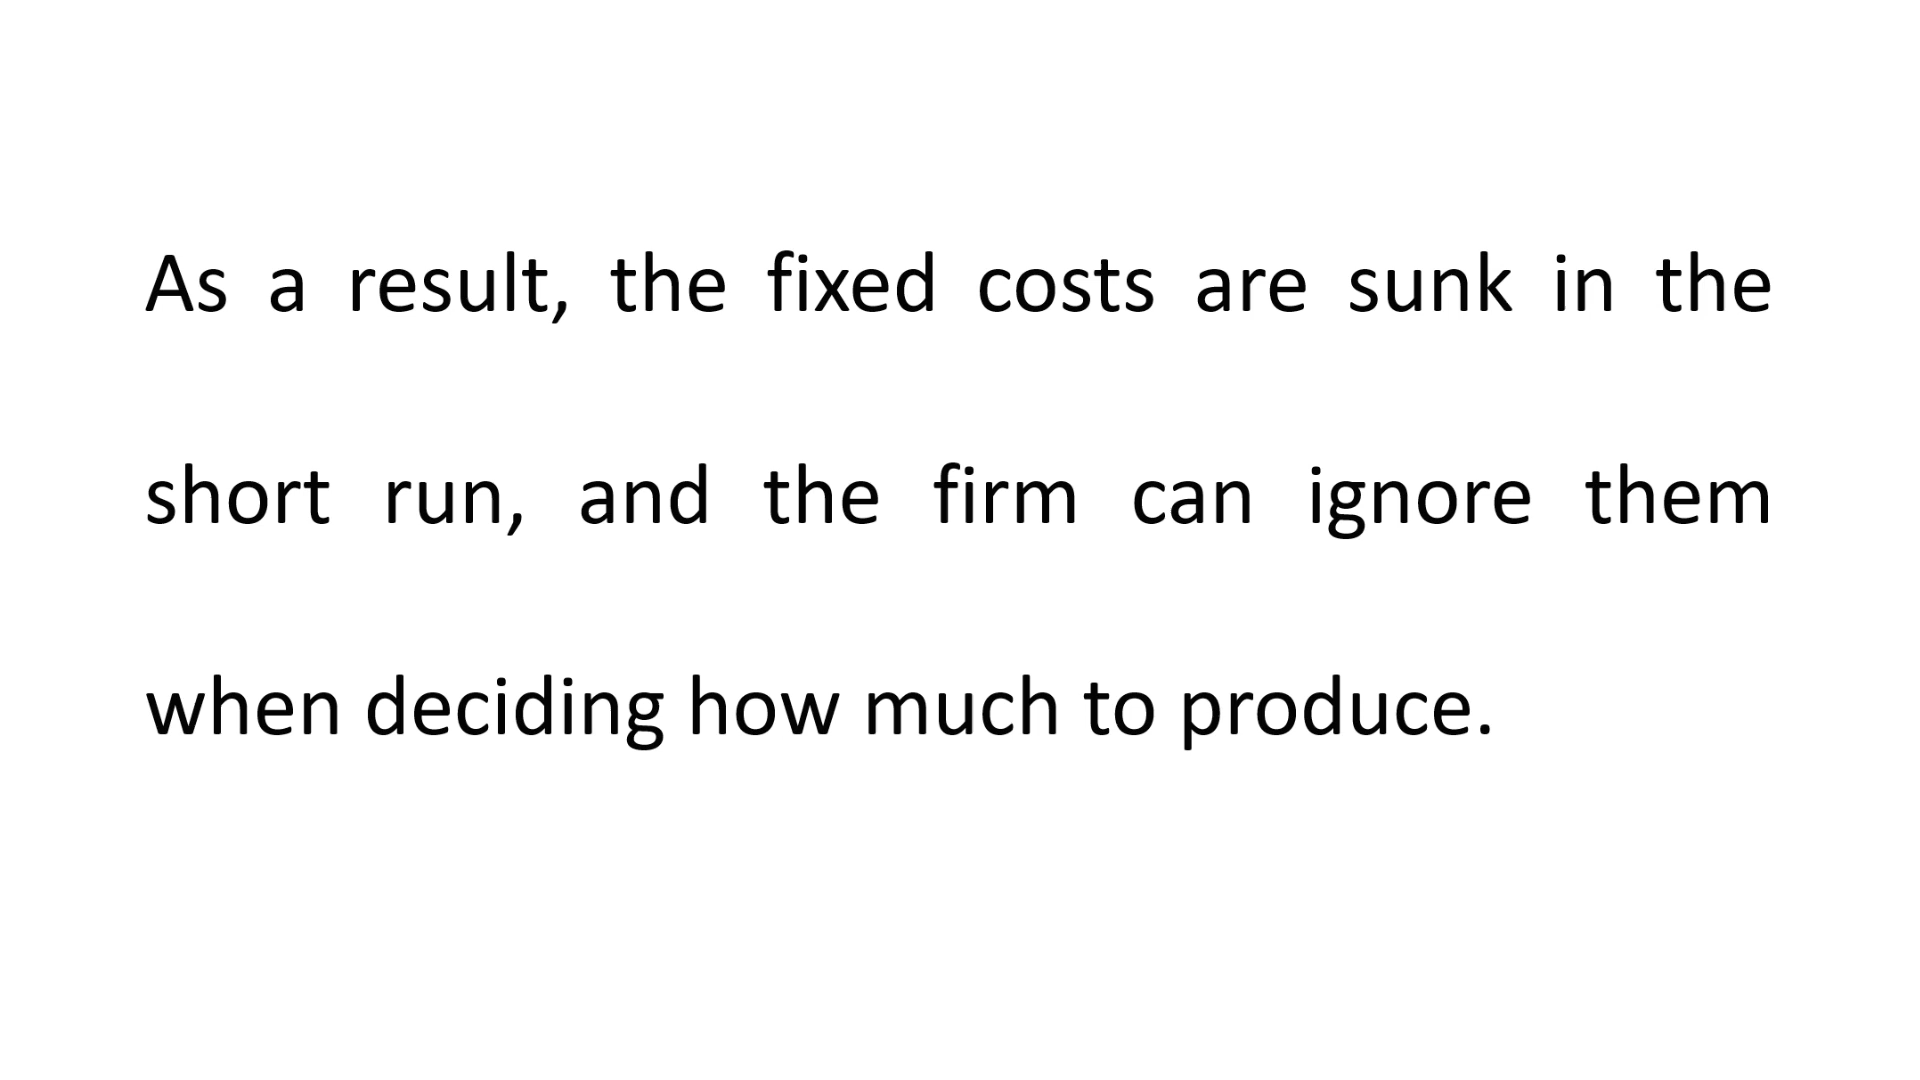 As a result, the fixed costs are sunk in the
short run, and the firm can ignore them
when deciding how much to produce.